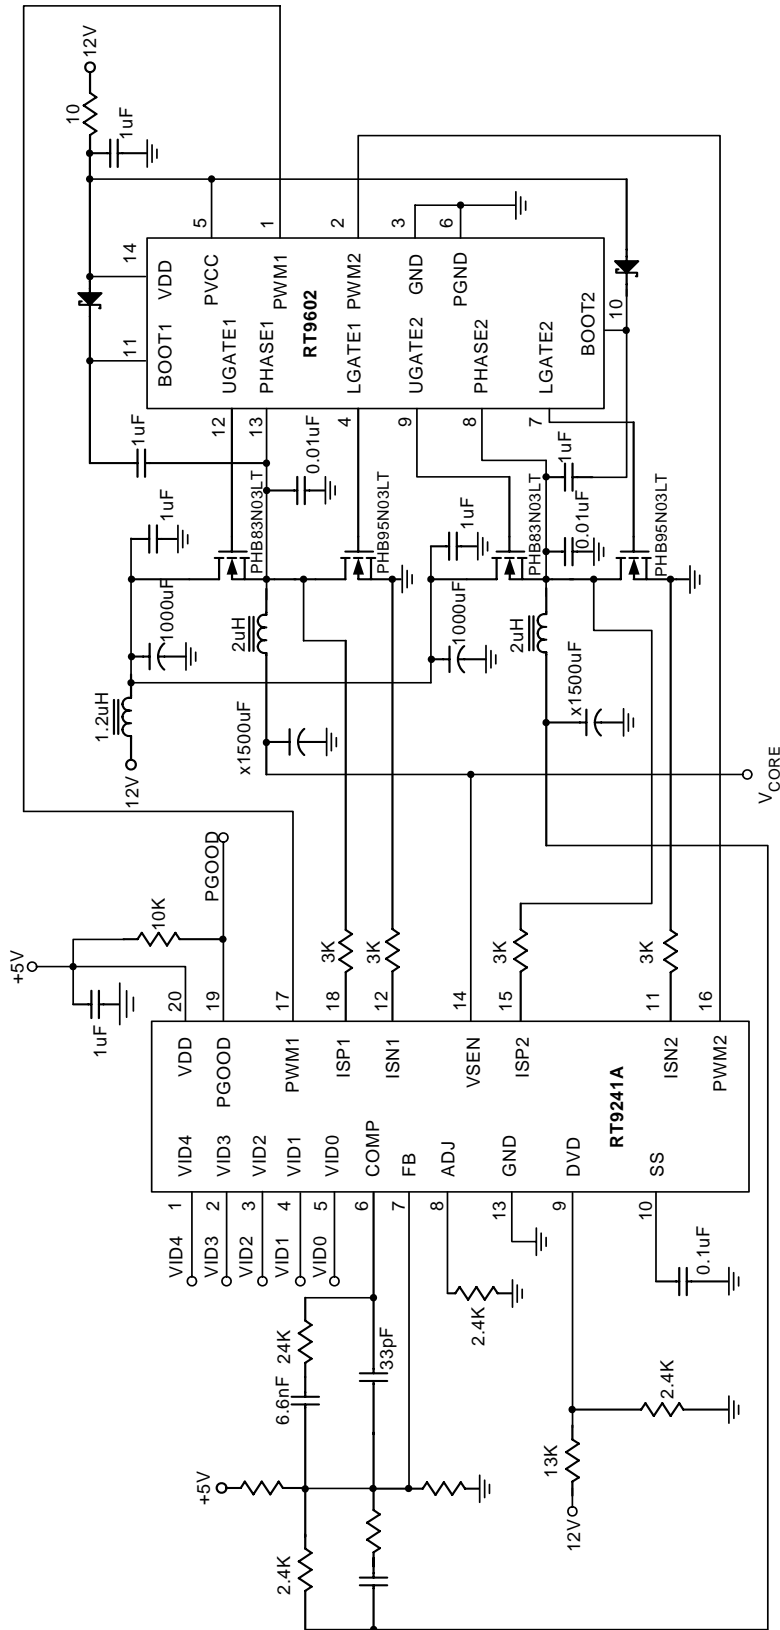 12V
10
1uF
14
VDD
5
PVCC
1
PWM1
2
PWM2
3
GND
6
PGND
11
BOOT1
UGATE1
PHASE1
RT9602
LGATE1
UGATE2
PHASE2
LGATE2
BOOT2
10
12
13
4
9
8
7
1uF
0.01uF
1uF
PHB83N03LT
PHB95N03LT
1uF
PHB83N03LT
1uF
0.01uF
PHB95N03LT
1000uF
2uH
1000uF
2uH
1.2uH
12V
x1500uF
x1500uF
VCORE
PGOOD
10K
+5V
1uF
3K
3K
3K
3K
20
19
17
18
12
14
15
11
16
VDD
PGOOD
PWM1
ISP1
ISN1
VSEN
ISP2
ISN2
PWM2
RT9241A
VID4
VID3
VID2
VID1
VID0
COMP
FB
ADJ
GND
DVD
SS
1
2
3
4
5
6
7
8
13
9
10
VID4
VID3
VID2
VID1
VID0
24K
33pF
6.6nF
2.4K
0.1uF
+5V
2.4K
13K
12V
2.4K